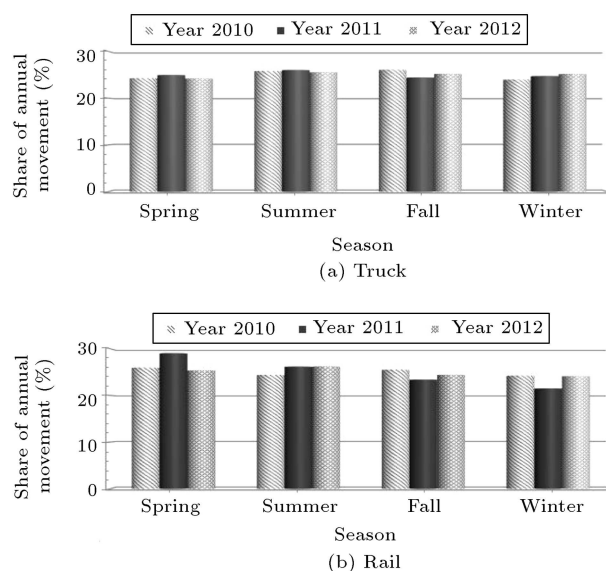 Year 2010 Year 2011 Year 2012
Share of annual
movement (%)
30
20
10
0
Spring Summer Fall Winter
Season
(a) Truck
Year 2010 Year 2011 Year 2012
Share of annual
movement (%)
30
20
10
0
Spring Summer Fall Winter
Season
(b) Rail